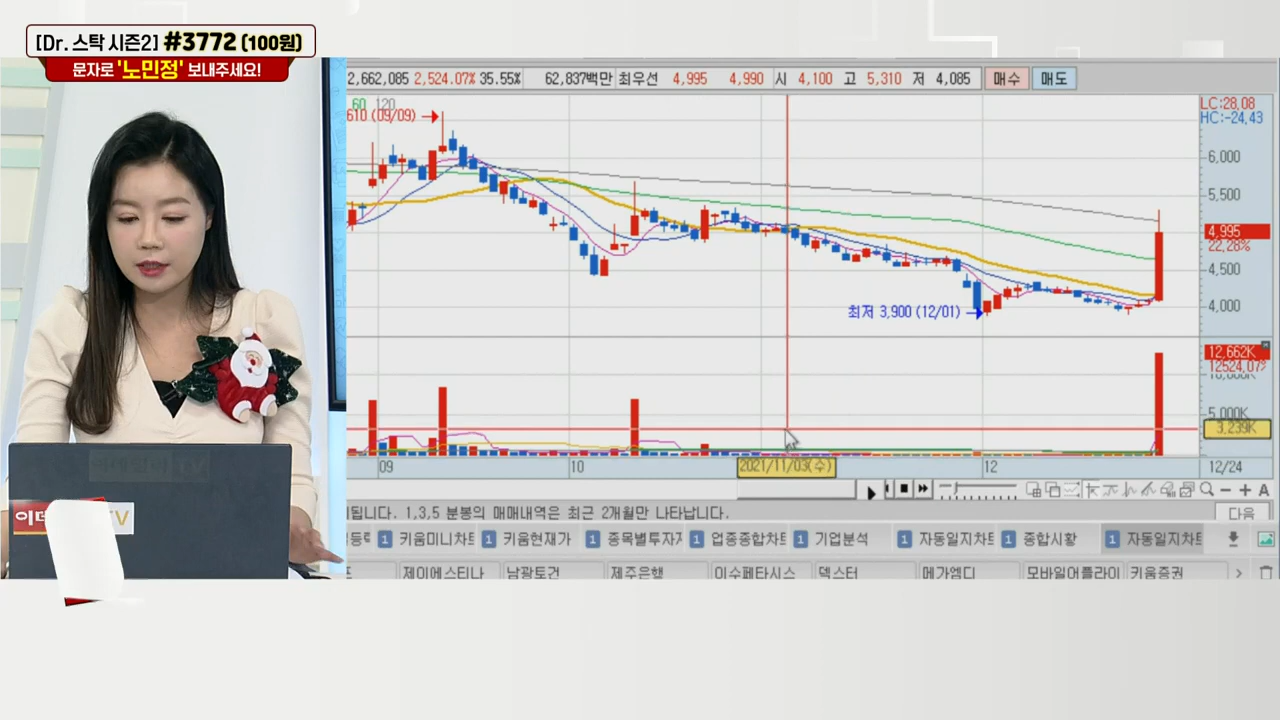 [Dr. 스탁 시즌2] #3772 (100원)
문자로 '노민정' 보내주세요!
2,662,085 2,524.07% 35.55% 62,837백만 최우선 4,995 4,990 시 4,100 고 5,310 저 4,085 매수 매도
60 120
610 (09/09)
LC:28,08
HC:-24,43
6,000
5,500
4,995
22,28%
4,500
최저 3,900 (12/01)
4,000
12,662K
12524,07%
5,000K
3,239K
09 10 2021/11/03(수) 12 12/24
A
됩니다. 1,3,5 분봉의 매매내역은 최근 2개월만 나타납니다. 다음
1 키움미니차트 1 키움현재가 1 종목별투자자 1 업종종합차트 1 기업분석 1 자동일지차트 1 종합시황 1 자동일지차트
제이에스티나 남광토건 제주은행 이수페타시스 덱스터 메가엠디 모바일어플라이 키움증권